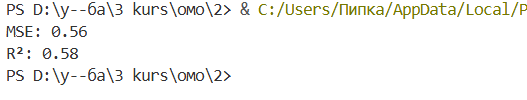 PS D:\у--ба\3 kurs\омо\2> & C:/Users/Пипка/AppData/Local/P
MSE: 0.56
R²: 0.58
PS D:\у--ба\3 kurs\омо\2>